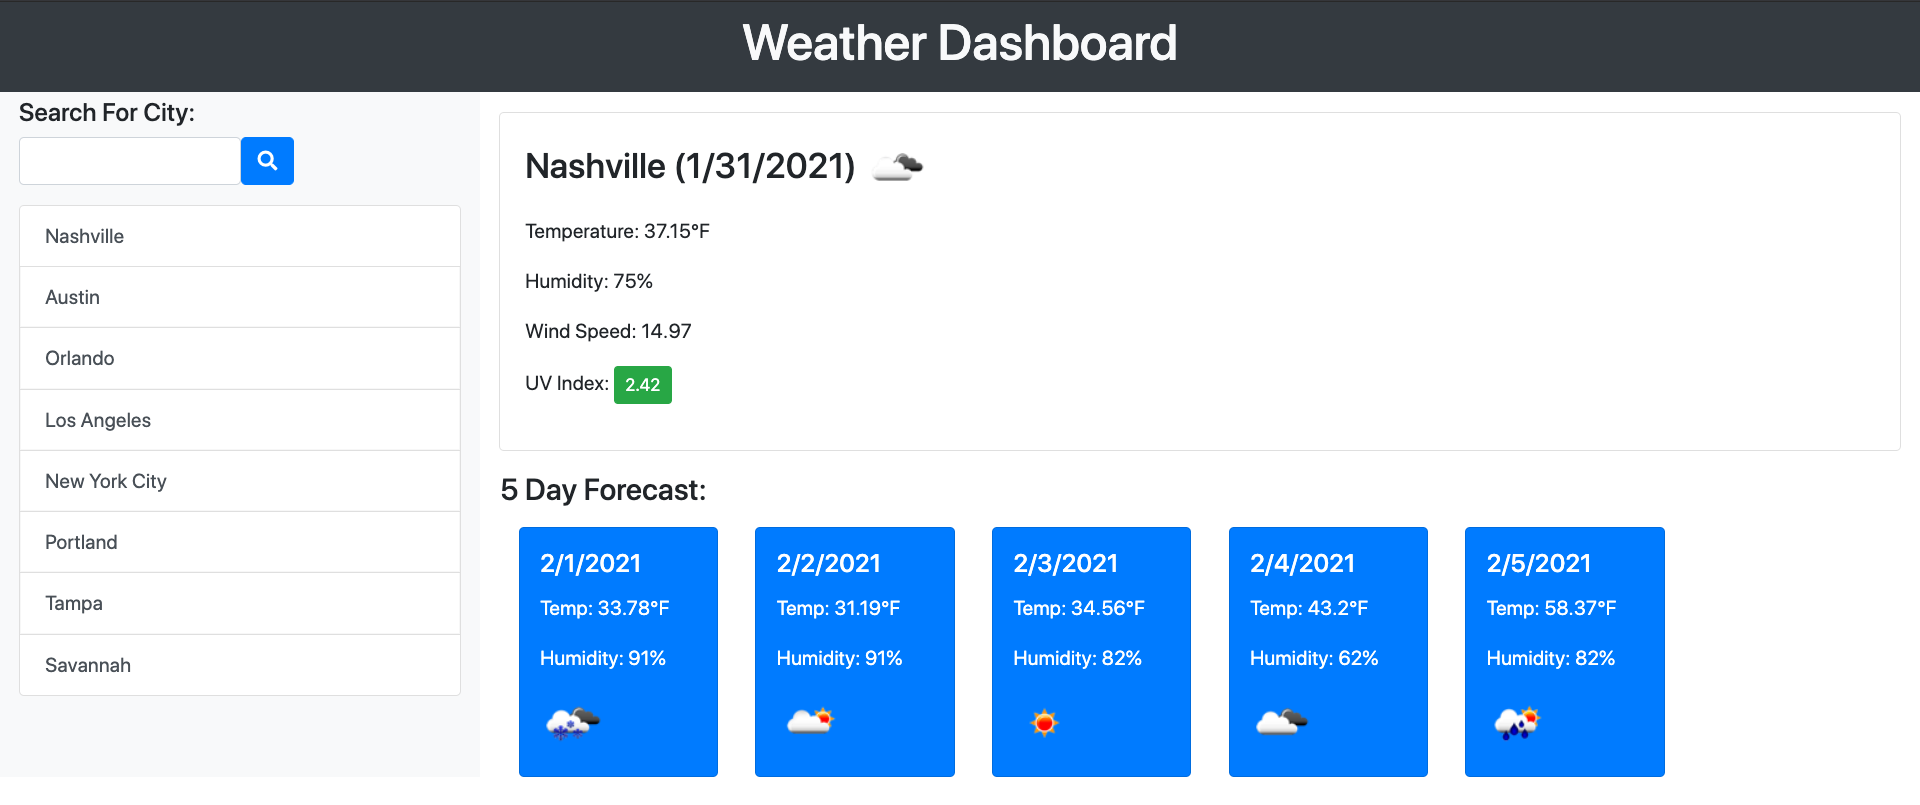 Weather Dashboard
Search For City:
Nashville
Austin
Orlando
Los Angeles
New York City
Portland
Tampa
Savannah
Nashville (1/31/2021)
Temperature: 37.15°F
Humidity: 75%
Wind Speed: 14.97
UV Index: 2.42
5 Day Forecast:
2/1/2021
Temp: 33.78°F
Humidity: 91%
2/2/2021
Temp: 31.19°F
Humidity: 91%
2/3/2021
Temp: 34.56°F
Humidity: 82%
2/4/2021
Temp: 43.2°F
Humidity: 62%
2/5/2021
Temp: 58.37°F
Humidity: 82%